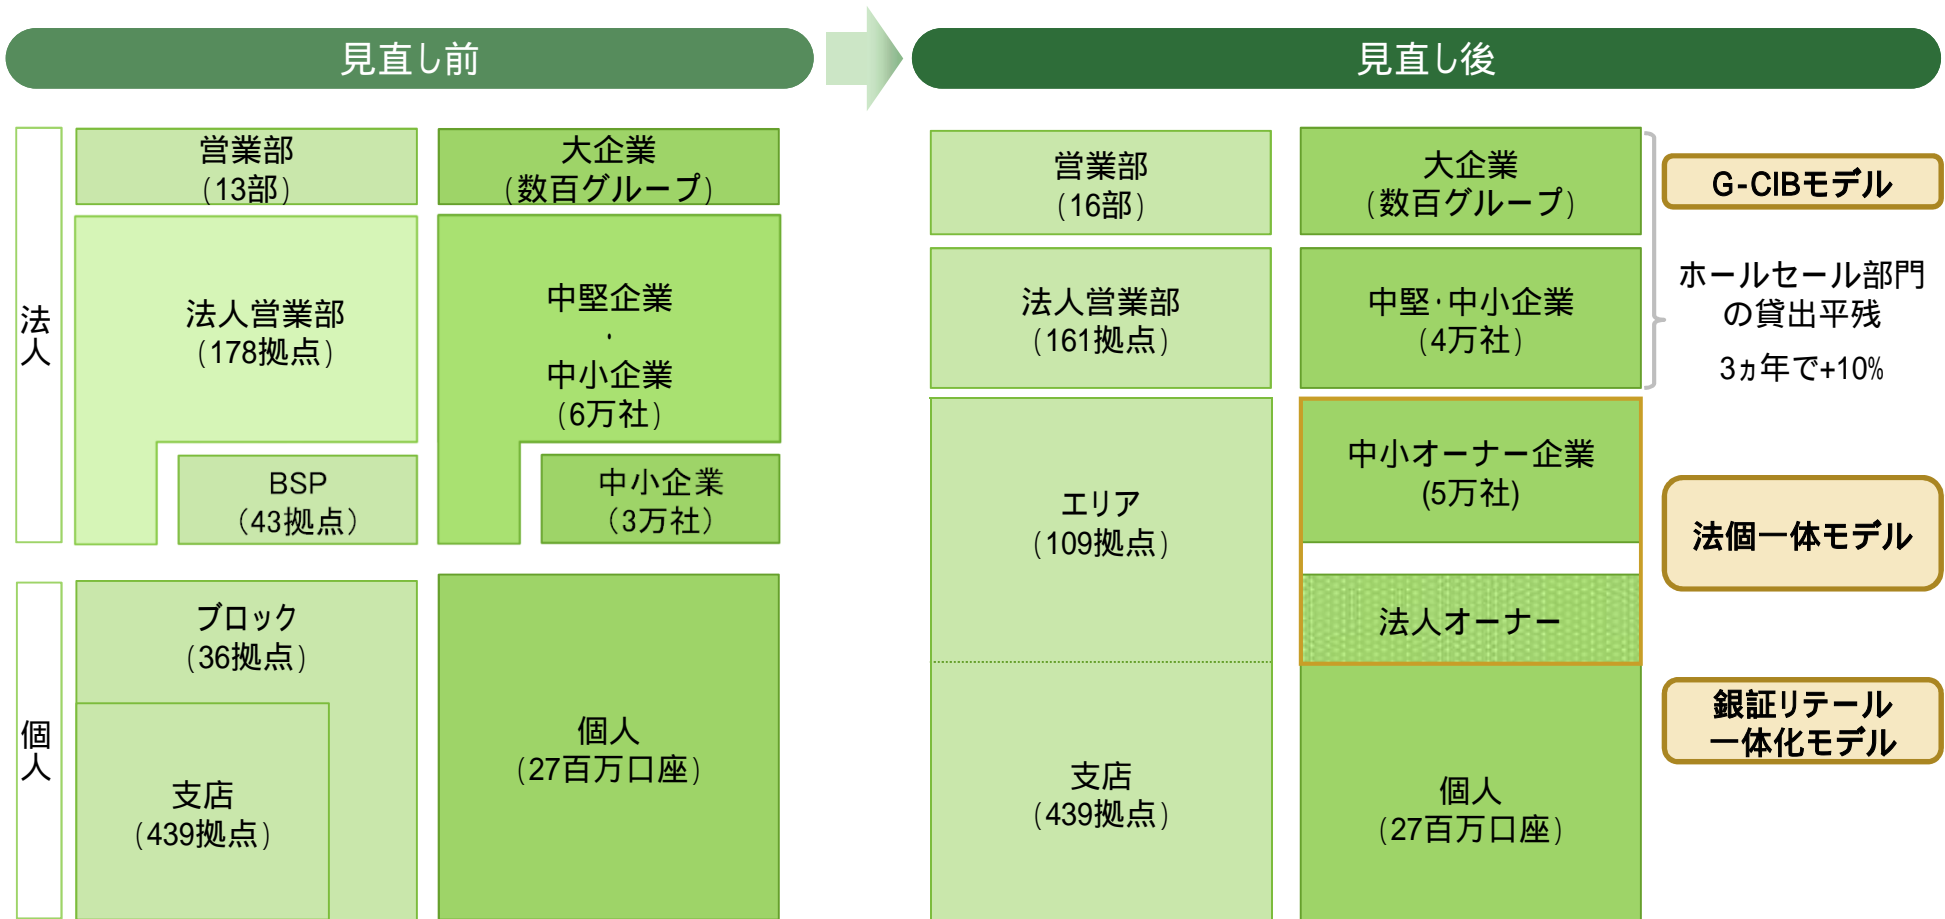 見直し前
見直し後
法人
営業部
(13部)
大企業
(数百グループ)
法人営業部
(178拠点)
中堅企業
・
中小企業
(6万社)
BSP
(43拠点)
中小企業
(3万社)
個人
ブロック
(36拠点)
支店
(439拠点)
個人
(27百万口座)
営業部
(16部)
大企業
(数百グループ)
G-CIBモデル
法人営業部
(161拠点)
中堅・中小企業
(4万社)
ホールセール部門
の貸出平残
3ヵ年で+10%
エリア
(109拠点)
中小オーナー企業
(5万社)
法個一体モデル
法人オーナー
支店
(439拠点)
個人
(27百万口座)
銀証リテール
一体化モデル